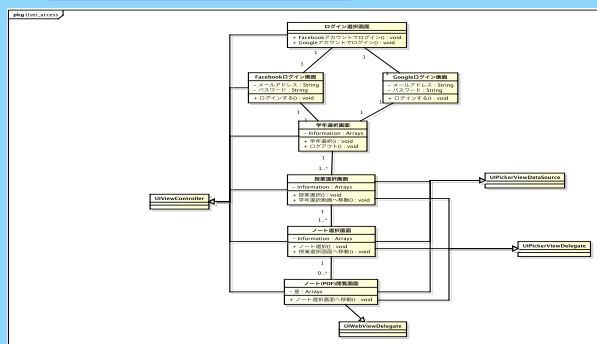 pkg User_access
ログイン選択画面
+ Facebookアカウントでログイン() : void
+ Googleアカウントでログイン() : void
1
1
1
1
Facebookログイン画面
- メールアドレス : String
- パスワード : String
+ ログインする() : void
Googleログイン画面
- メールアドレス : String
- パスワード : String
+ ログインする() : void
1
1
1
1
学年選択画面
- Information : Arrays
+ 学年選択() : void
+ ログアウト() : void
1
1..*
授業選択画面
- Information : Arrays
+ 授業選択() : void
+ 学年選択画面へ移動() : void
UIPickerViewDataSource
UIViewController
1
1..*
ノート選択画面
- Information : Arrays
+ ノート選択() : void
+ 授業選択画面へ移動() : void
UIPickerViewDelegate
1
0..*
ノート(PDF)閲覧画面
- 星 : Arrays
+ ノート選択画面へ移動() : void
UIWebViewDelegate